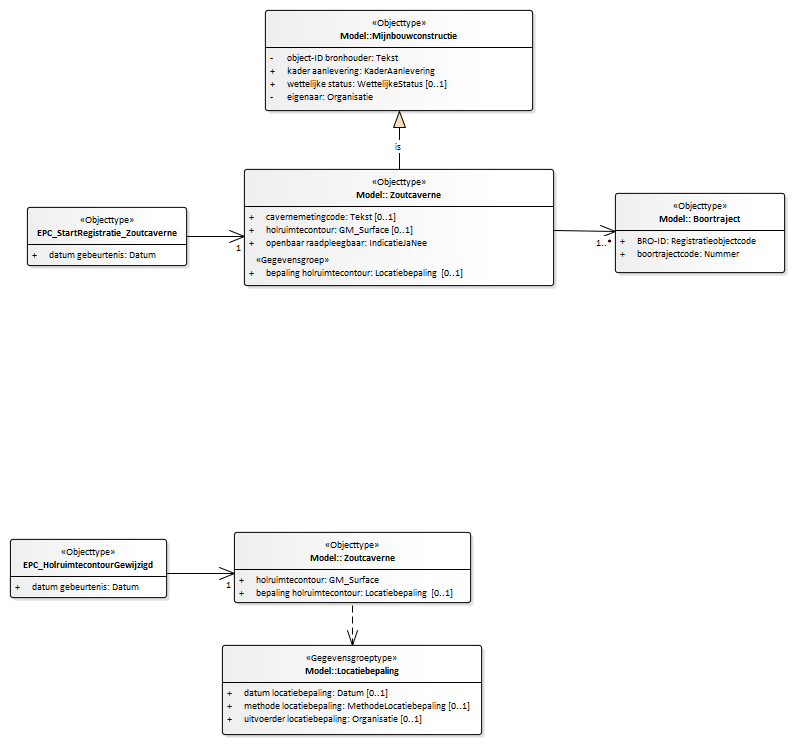 «Objecttype»
Model::Mijnbouwconstructie
- object-ID bronhouder: Tekst
+ kader aanlevering: KaderAanlevering
+ wettelijke status: WettelijkeStatus [0..1]
- eigenaar: Organisatie
is
«Objecttype»
Model:: Zoutcaverne
+ cavernemetingcode: Tekst [0..1]
+ holruimtecontour: GM_Surface [0..1]
+ openbaar raadpleegbaar: IndicatieJaNee
«Gegevensgroep»
+ bepaling holruimtecontour: Locatiebepaling [0..1]
«Objecttype»
EPC_StartRegistratie_Zoutcaverne
+ datum gebeurtenis: Datum
1
«Objecttype»
Model:: Boortraject
+ BRO-ID: Registratieobjectcode
+ boortrajectcode: Nummer
1..*
«Objecttype»
EPC_HolruimtecontourGewijzigd
+ datum gebeurtenis: Datum
1
«Objecttype»
Model:: Zoutcaverne
+ holruimtecontour: GM_Surface
+ bepaling holruimtecontour: Locatiebepaling [0..1]
«Gegevensgroeptype»
Model::Locatiebepaling
+ datum locatiebepaling: Datum [0..1]
+ methode locatiebepaling: MethodeLocatiebepaling [0..1]
+ uitvoerder locatiebepaling: Organisatie [0..1]